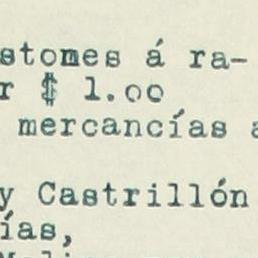 stomes á ra-
r $ 1.00
mercancías a
y Castrillón
ías,